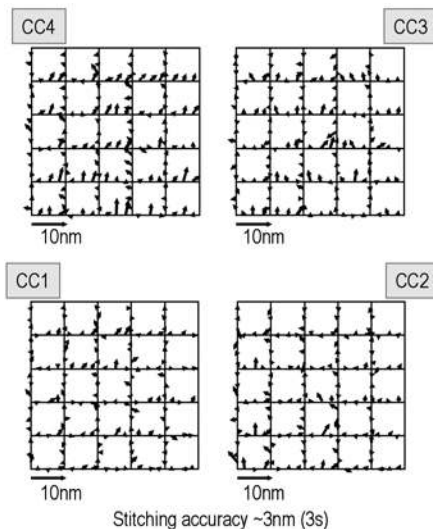 CC4
CC3
10nm
10nm
CC1
CC2
10nm
10nm
Stitching accuracy ~3nm (3s)